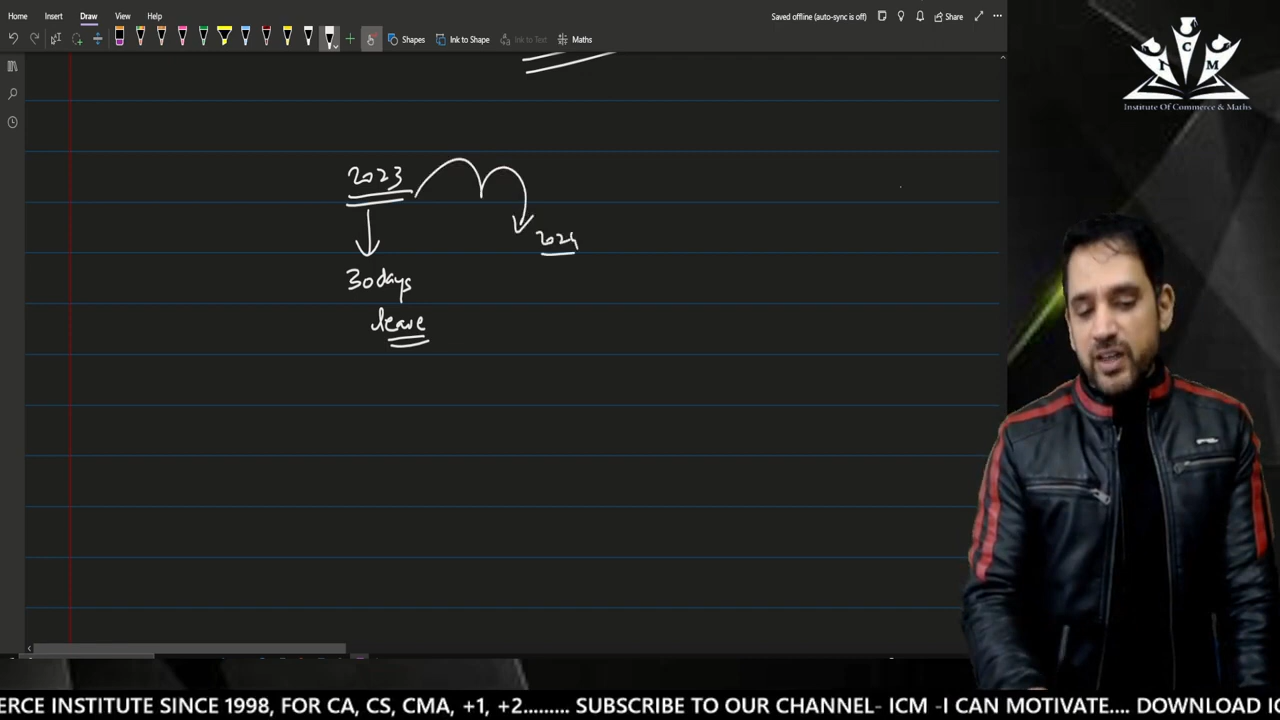 Home Insert Draw View Help
Saved offline (auto-sync is off) Share
Shapes Ink to Shape Ink to Text Maths
I C M
Institute Of Commerce & Maths
2023
2024
30 days
leave
ERCE INSTITUTE SINCE 1998, FOR CA, CS, CMA, +1, +2......... SUBSCRIBE TO OUR CHANNEL- ICM -I CAN MOTIVATE.... DOWNLOAD IC